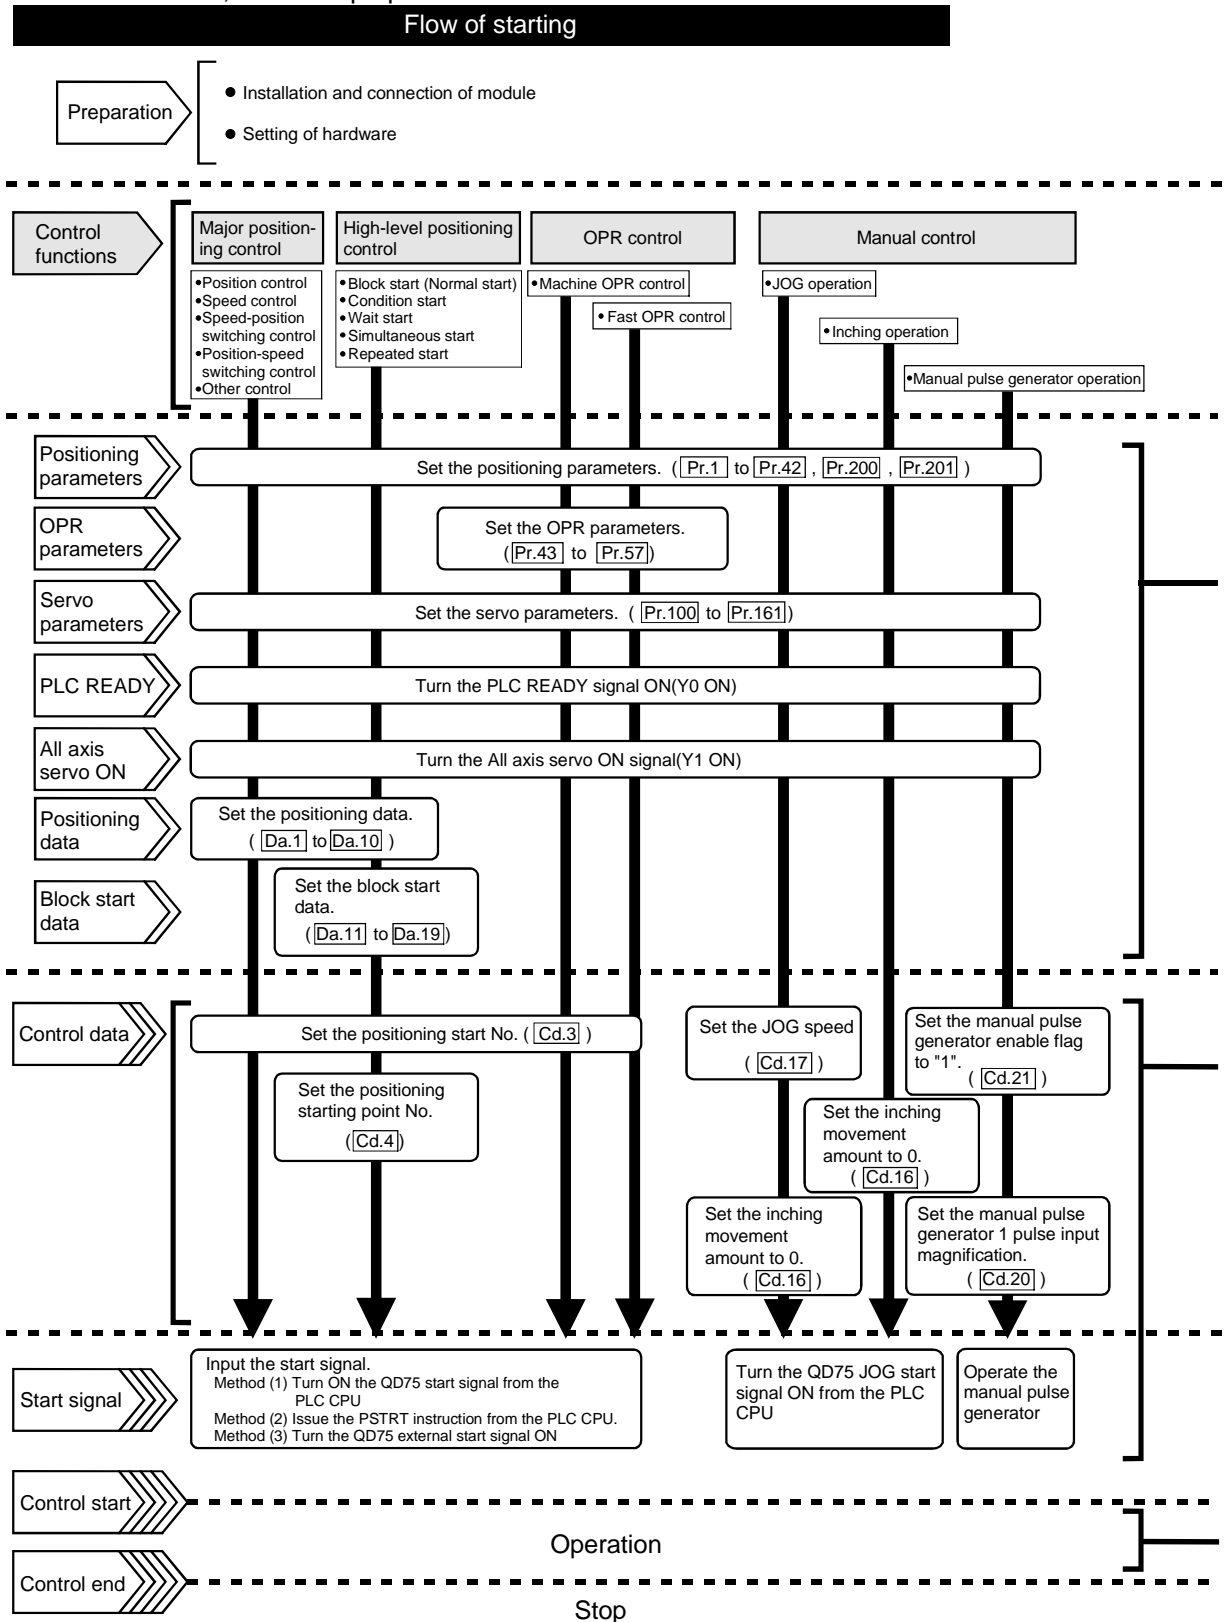 Flow of starting
Preparation
● Installation and connection of module
● Setting of hardware
Control
functions
Major position-
ing control
•Position control
•Speed control
•Speed-position
switching control
•Position-speed
switching control
•Other control
High-level positioning
control
•Block start (Normal start)
•Condition start
•Wait start
•Simultaneous start
•Repeated start
OPR control
•Machine OPR control
• Fast OPR control
Manual control
•JOG operation
• Inching operation
•Manual pulse generator operation
Positioning
parameters
Set the positioning parameters. ( Pr.1 to Pr.42 , Pr.200 , Pr.201 )
OPR
parameters
Set the OPR parameters.
(Pr.43 to Pr.57)
Servo
parameters
Set the servo parameters. ( Pr.100 to Pr.161)
PLC READY
Turn the PLC READY signal ON(Y0 ON)
All axis
servo ON
Turn the All axis servo ON signal(Y1 ON)
Positioning
data
Set the positioning data.
( Da.1 to Da.10 )
Block start
data
Set the block start
data.
(Da.11 to Da.19)
Control data
Set the positioning start No. ( Cd.3 )
Set the positioning
starting point No.
(Cd.4)
Set the JOG speed
( Cd.17 )
Set the inching
movement
amount to 0.
( Cd.16 )
Set the inching
movement
amount to 0.
( Cd.16 )
Set the manual pulse
generator enable flag
to "1".
( Cd.21 )
Set the manual pulse
generator 1 pulse input
magnification.
( Cd.20 )
Start signal
Input the start signal.
Method (1) Turn ON the QD75 start signal from the
PLC CPU
Method (2) Issue the PSTRT instruction from the PLC CPU.
Method (3) Turn the QD75 external start signal ON
Turn the QD75 JOG start
signal ON from the PLC
CPU
Operate the
manual pulse
generator
Control start
Operation
Control end
Stop